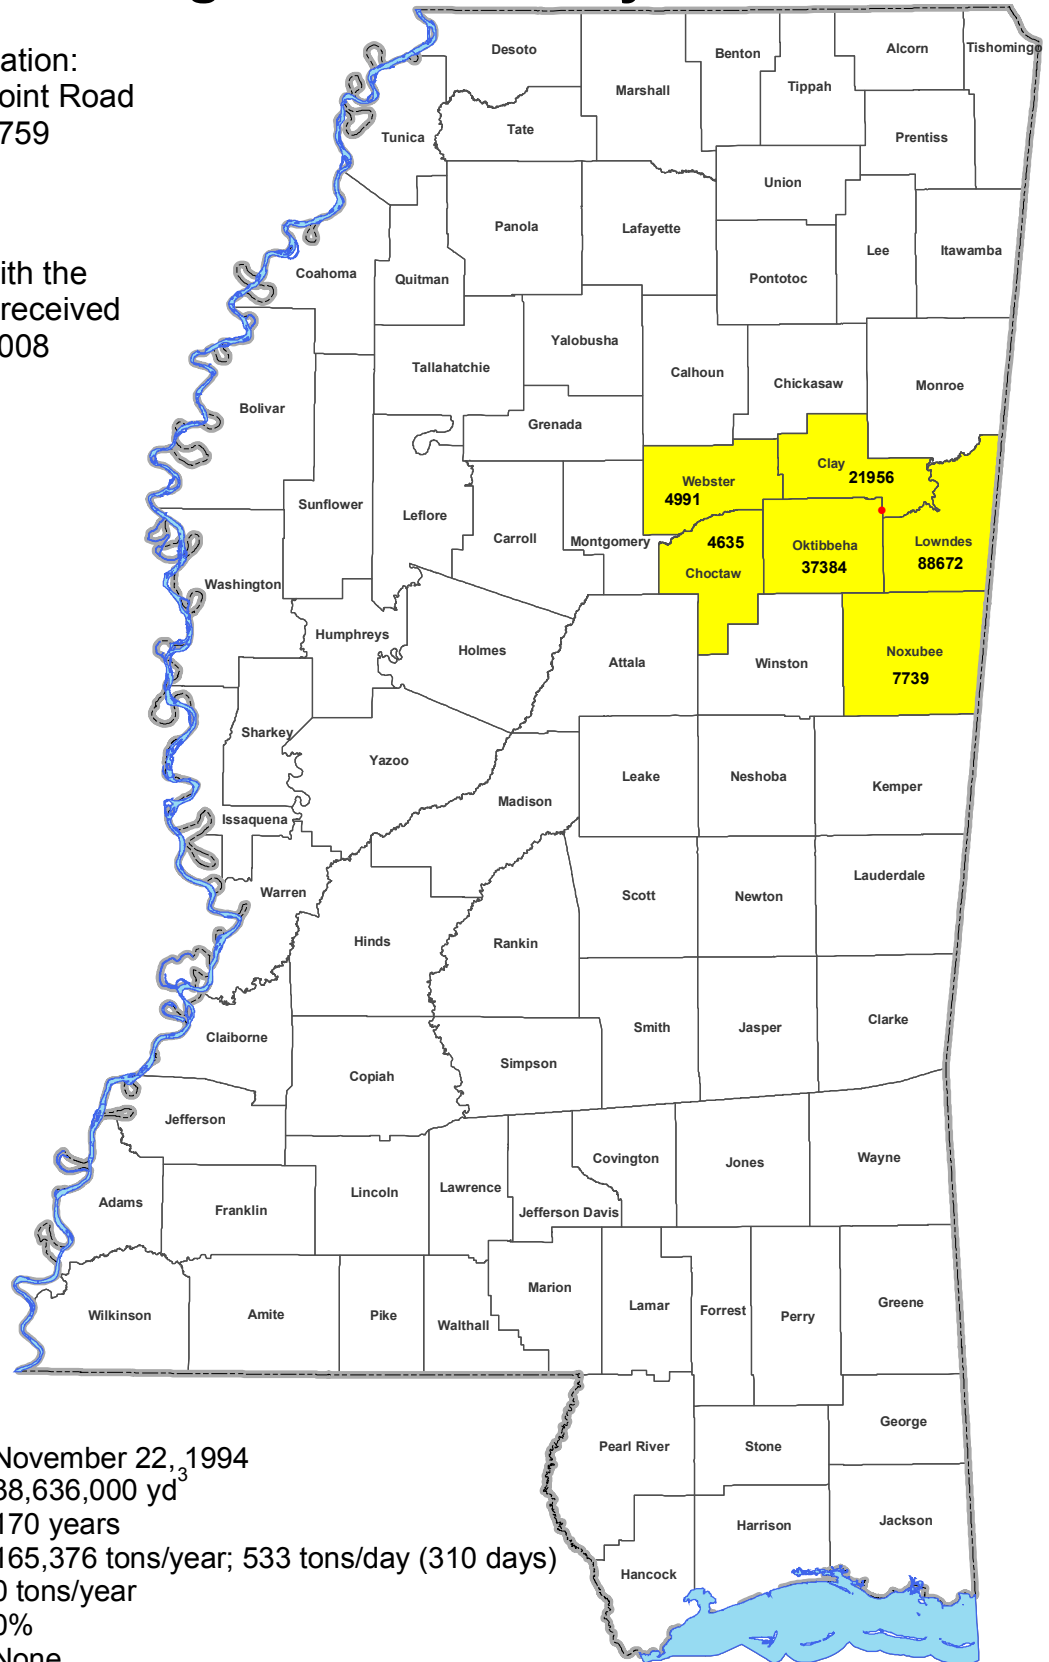 ation:
oint Road
759
ith the
received
008
Desoto
Marshall
Benton
Tippah
Alcorn
Tishomingo
Tunica
Tate
Prentiss
Union
Panola
Lafayette
Pontotoc
Lee
Itawamba
Coahoma
Quitman
Tallahatchie
Yalobusha
Calhoun
Chickasaw
Monroe
Bolivar
Grenada
Sunflower
Leflore
Carroll
Montgomery
Webster
4991
Clay
21956
4635
Choctaw
Oktibbeha
37384
Lowndes
88672
Washington
Humphreys
Holmes
Attala
Winston
Noxubee
7739
Sharkey
Yazoo
Madison
Leake
Neshoba
Kemper
Issaquena
Warren
Hinds
Rankin
Scott
Newton
Lauderdale
Claiborne
Copiah
Simpson
Smith
Jasper
Clarke
Jefferson
Adams
Franklin
Lincoln
Lawrence
Jefferson Davis
Covington
Jones
Wayne
Wilkinson
Amite
Pike
Walthall
Marion
Lamar
Forrest
Perry
Greene
Pearl River
Stone
George
Hancock
Harrison
Jackson
November 22, 1994
38,636,000 yd³
170 years
165,376 tons/year; 533 tons/day (310 days)
0 tons/year
0%
None